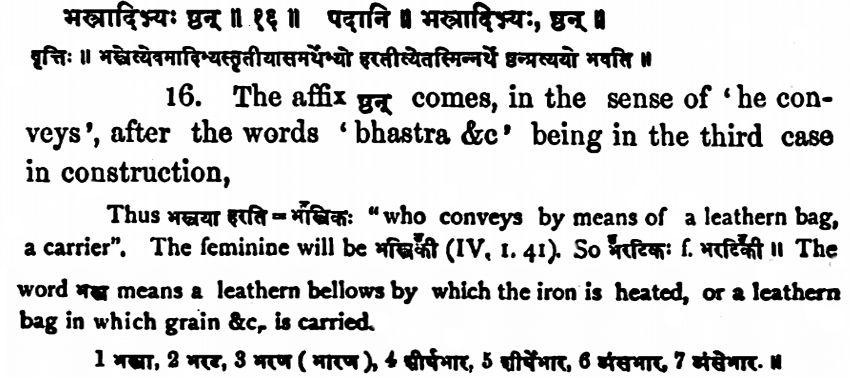 भस्त्रादिभ्यः ष्ठन् ॥ १६ ॥ पदानि ॥ भस्त्रादिभ्यः, ष्ठन् ॥
वृत्तिः ॥ भस्त्रेत्येवमादिभ्यस्तृतीयासमर्थेभ्यो हरतीत्येतस्मिन्नर्थे ष्ठन्प्रत्ययो भवति ॥
16. The affix ष्ठन् comes, in the sense of ‘he con-
veys’, after the words ‘bhastra &c’ being in the third case
in construction,
Thus भस्त्रया हरति = भस्त्रिकः “who conveys by means of a leathern bag,
a carrier”. The feminine will be भस्त्रिकी (IV, 1. 41). So भरटिकः f. भरटिकी ॥ The
word भस्त्र means a leathern bellows by which the iron is heated, or a leathern
bag in which grain &c, is carried.
1 भस्त्रा, 2 भरट, 3 भरण ( भारण ), 4 शीर्षभार, 5 शीर्षेभार, 6 अंसभार, 7 अंसेभार. ॥